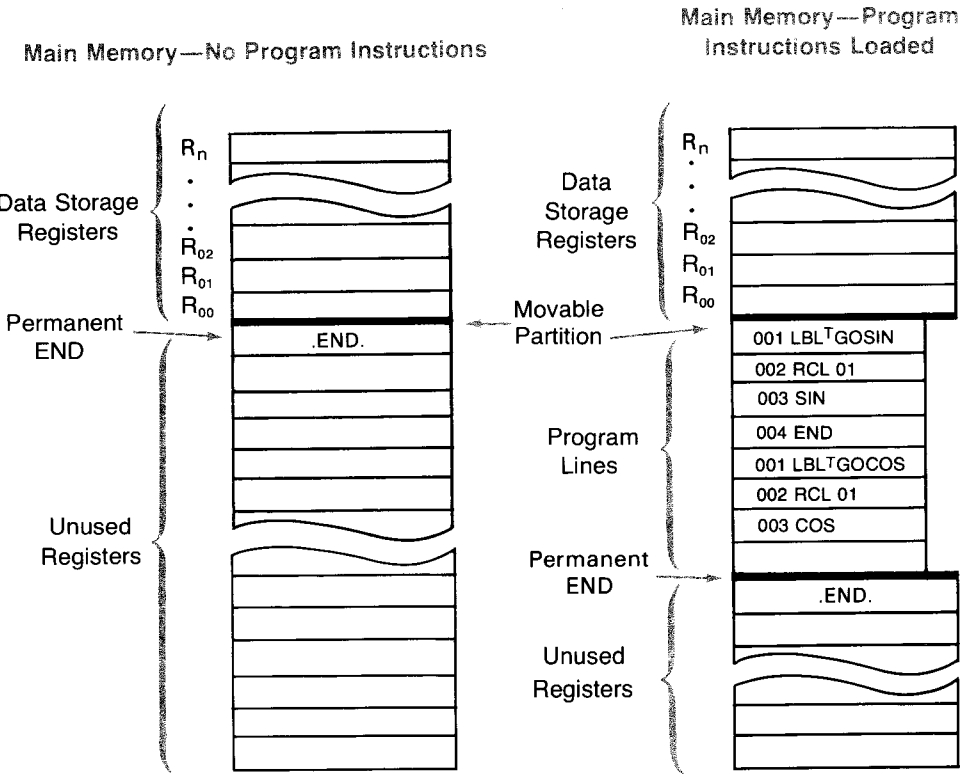 Main Memory—No Program Instructions
Main Memory—Program
Instructions Loaded
Rn
.
.
.
R02
R01
R00
Data Storage
Registers
Permanent
END
.END.
Unused
Registers
Movable
Partition
Rn
.
.
.
R02
R01
R00
Data
Storage
Registers
001 LBLᵀGOSIN
002 RCL 01
003 SIN
004 END
001 LBLᵀGOCOS
002 RCL 01
003 COS
Program
Lines
Permanent
END
.END.
Unused
Registers